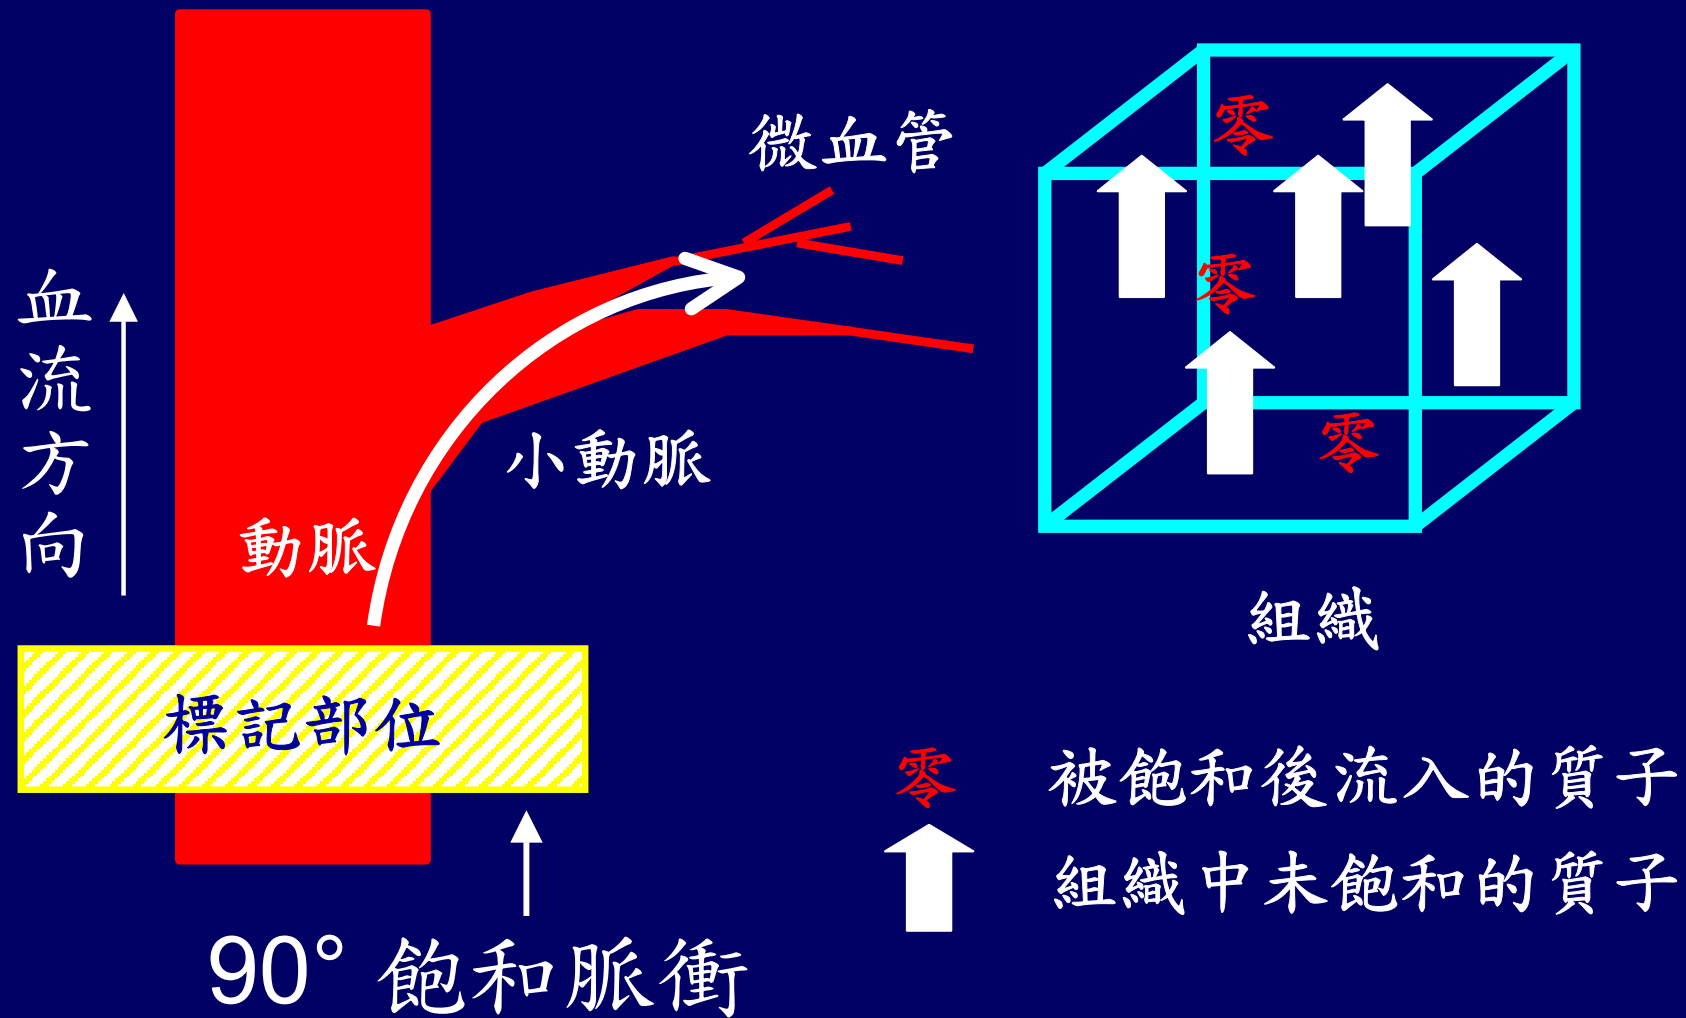 微血管
零
零
零
血流方向
小動脈
動脈
組織
標記部位
零 被飽和後流入的質子
組織中未飽和的質子
90° 飽和脈衝